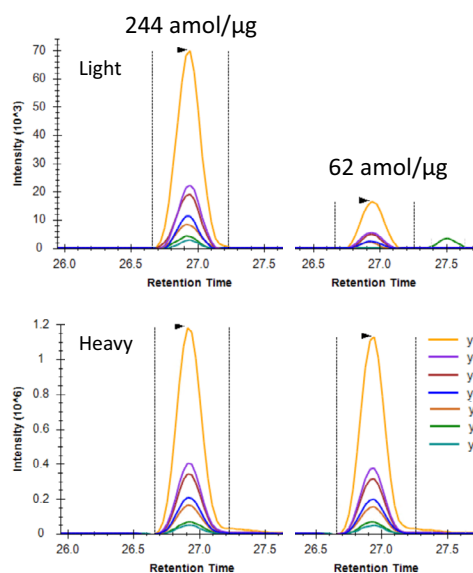 244 amol/µg
Light
70
60
50
40
30
20
10
0
Intensity (10^3)
26.0 26.5 27.0 27.5
Retention Time
62 amol/µg
26.5 27.0 27.5
Retention Time
Heavy
1.2
1
0.8
0.6
0.4
0.2
0
Intensity (10^6)
26.0 26.5 27.0 27.5
Retention Time
26.5 27.0 27.5
Retention Time
y
y
y
y
y
y
y